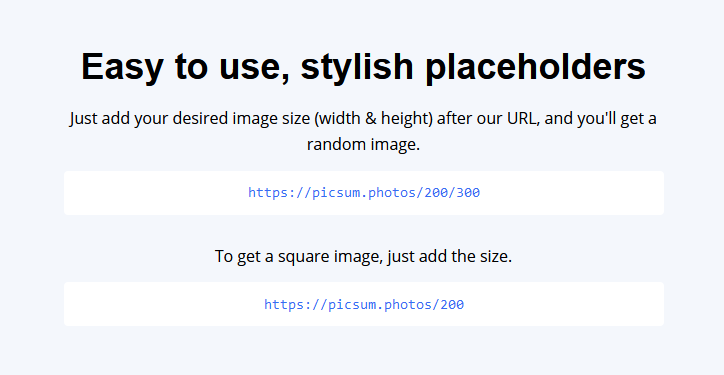 Easy to use, stylish placeholders
Just add your desired image size (width & height) after our URL, and you'll get a
random image.
https://picsum.photos/200/300
To get a square image, just add the size.
https://picsum.photos/200